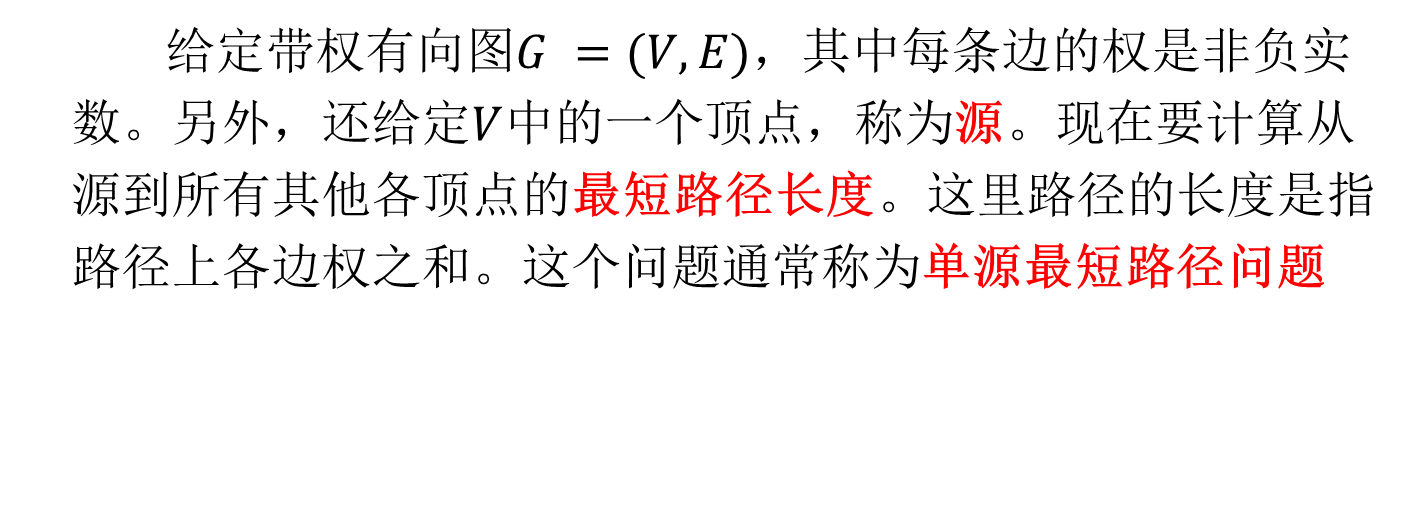 给定带权有向图G = (V, E)，其中每条边的权是非负实
数。另外，还给定V中的一个顶点，称为源。现在要计算从
源到所有其他各顶点的最短路径长度。这里路径的长度是指
路径上各边权之和。这个问题通常称为单源最短路径问题